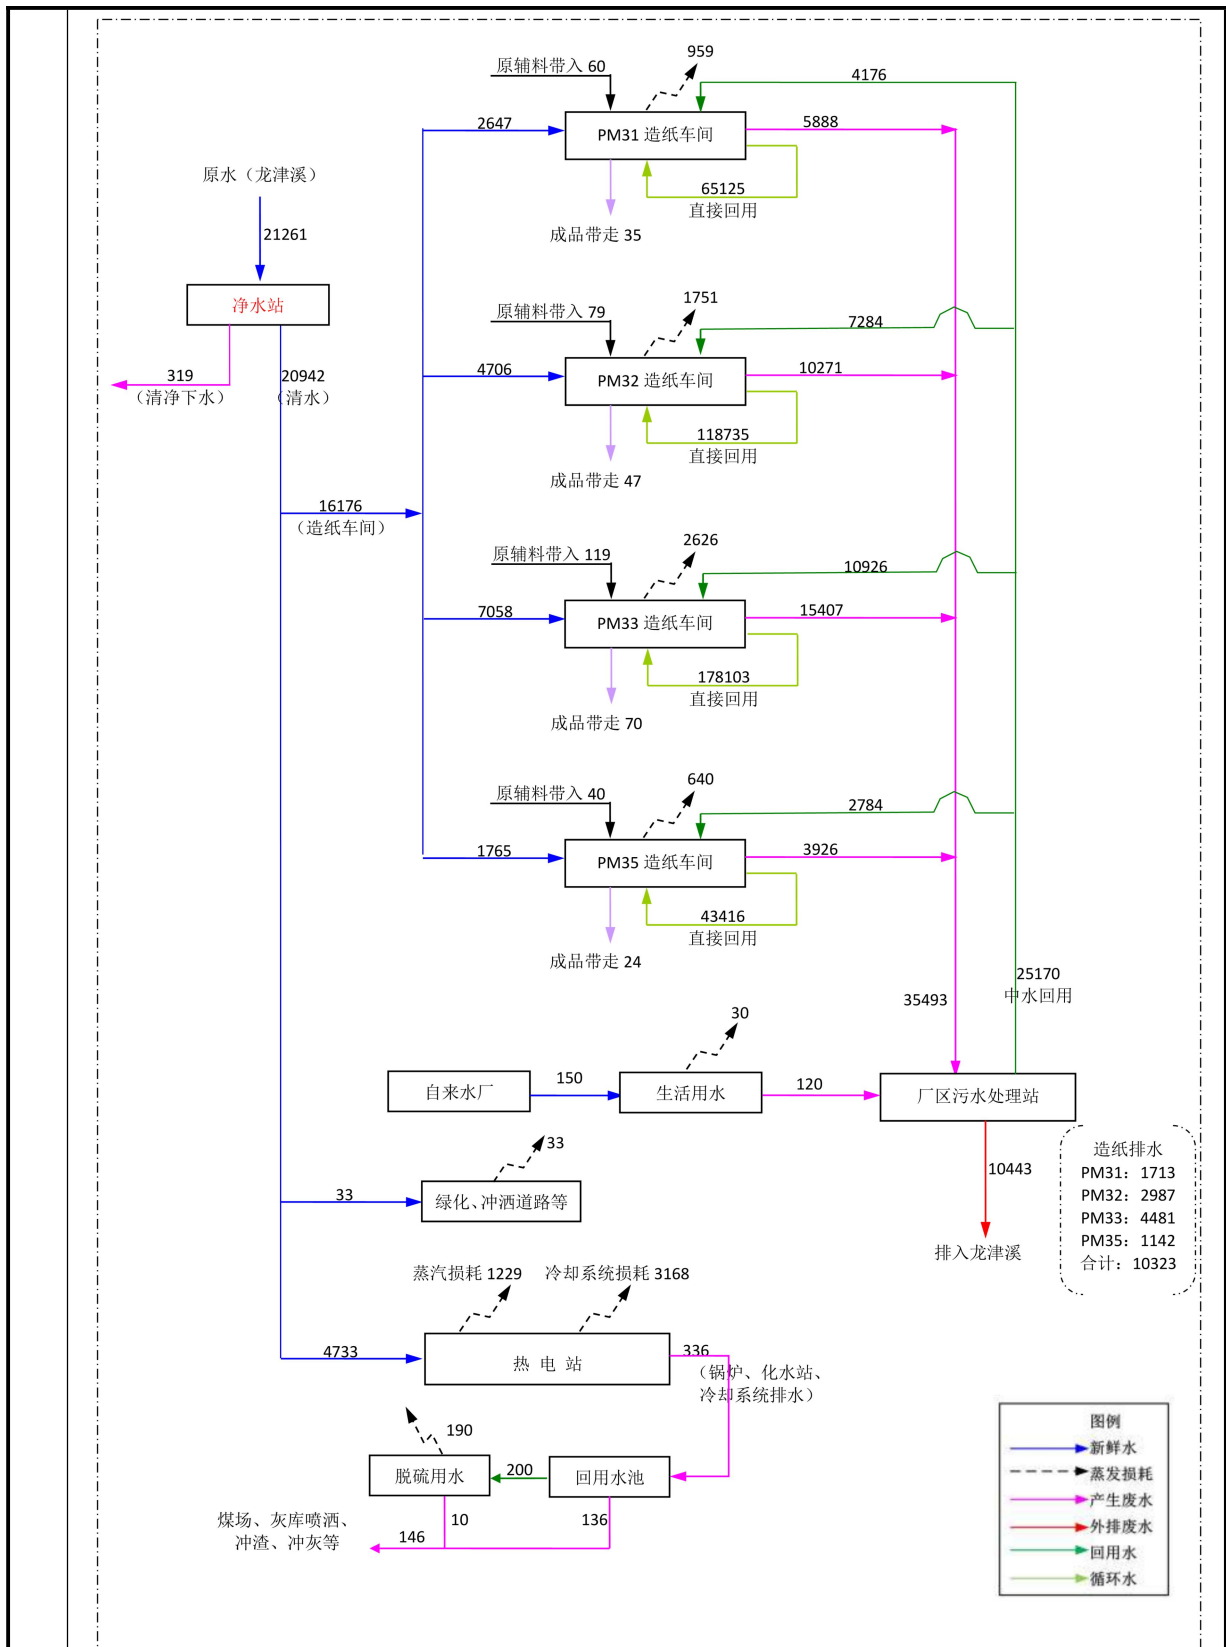 原辅料带入 60
959
4176
2647
PM31 造纸车间
5888
65125
直接回用
成品带走 35
原水（龙津溪）
21261
净水站
319
（清净下水）
20942
（清水）
原辅料带入 79
1751
7284
4706
PM32 造纸车间
10271
118735
直接回用
成品带走 47
16176
（造纸车间）
原辅料带入 119
2626
10926
7058
PM33 造纸车间
15407
178103
直接回用
成品带走 70
原辅料带入 40
640
2784
1765
PM35 造纸车间
3926
43416
直接回用
成品带走 24
35493
25170
中水回用
自来水厂
150
生活用水
30
120
厂区污水处理站
10443
排入龙津溪
造纸排水
PM31：1713
PM32：2987
PM33：4481
PM35：1142
合计：10323
33
33
绿化、冲洒道路等
蒸汽损耗 1229
冷却系统损耗 3168
4733
热 电 站
336
（锅炉、化水站、
冷却系统排水）
190
脱硫用水
200
回用水池
10
136
煤场、灰库喷洒、
冲渣、冲灰等
146
图例
新鲜水
蒸发损耗
产生废水
外排废水
回用水
循环水